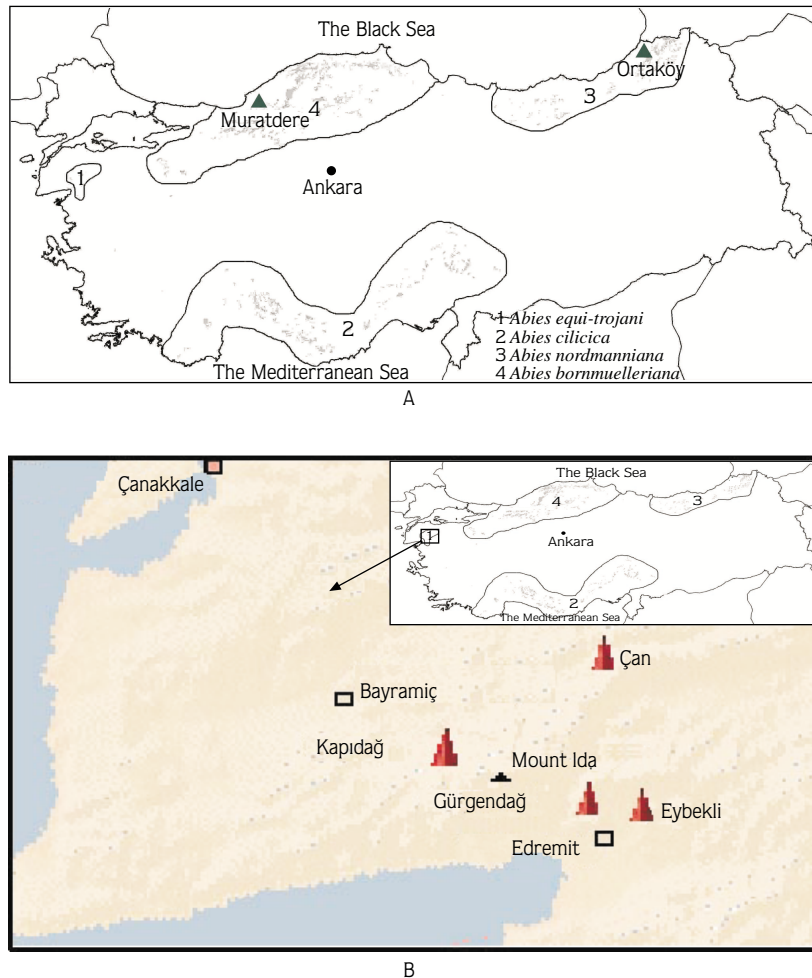 The Black Sea
Ortaköy
3
4
Muratdere
1
Ankara
2
1 Abies equi-trojani
2 Abies cilicica
3 Abies nordmanniana
4 Abies bornmuelleriana
The Mediterranean Sea
A
Çanakkale
The Black Sea
4
3
1
Ankara
2
The Mediterranean Sea
Çan
Bayramiç
Kapıdağ
Mount Ida
Gürgendağ
Eybekli
Edremit
B